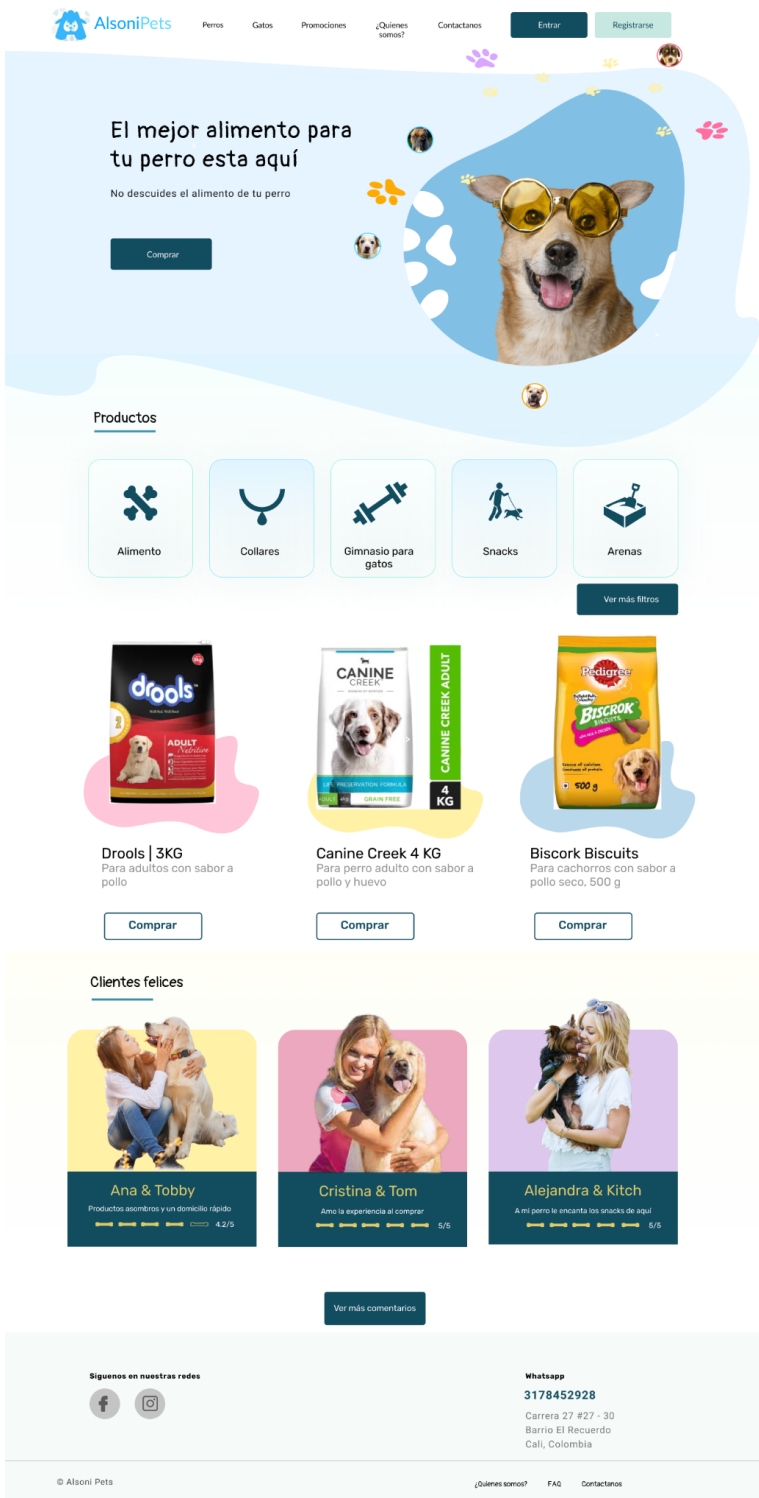 AlsoniPets
Perros
Gatos
Promociones
¿Quienes
somos?
Contactanos
Entrar
Registrarse
El mejor alimento para
tu perro esta aquí
No descuides el alimento de tu perro
Comprar
Productos
Alimento
Collares
Gimnasio para
gatos
Snacks
Arenas
Ver más filtros
drools
ADULT
Nutritive
2
CANINE
CREEK
LIFE PRESERVATION FORMULA
ADULT
GRAIN FREE
CANINE CREEK ADULT
4
KG
Pedigree
BISCROK
BISCUITS
500 g
Drools | 3KG
Para adultos con sabor a
pollo
Canine Creek 4 KG
Para perro adulto con sabor a
pollo y huevo
Biscork Biscuits
Para cachorros con sabor a
pollo seco, 500 g
Comprar
Comprar
Comprar
Clientes felices
Ana & Tobby
Productos asombros y un domicilio rápido
4.2/5
Cristina & Tom
Amo la experiencia al comprar
5/5
Alejandra & Kitch
A mi perro le encanta los snacks de aquí
5/5
Ver más comentarios
Siguenos en nuestras redes
Whatsapp
3178452928
Carrera 27 #27 - 30
Barrio El Recuerdo
Cali, Colombia
© Alsoni Pets
¿Quienes somos?
FAQ
Contactanos